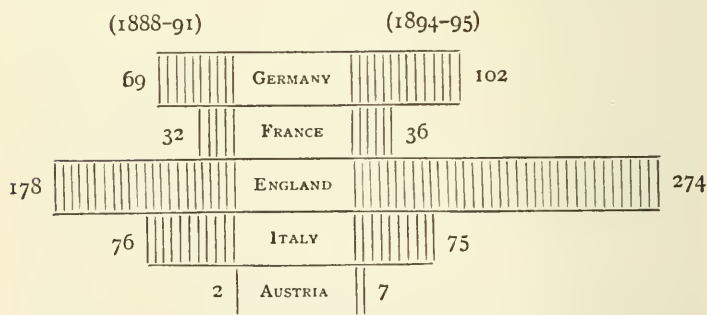 (1888–91) (1894–95)
69 GERMANY 102
32 FRANCE 36
178 ENGLAND 274
76 ITALY 75
2 AUSTRIA 7